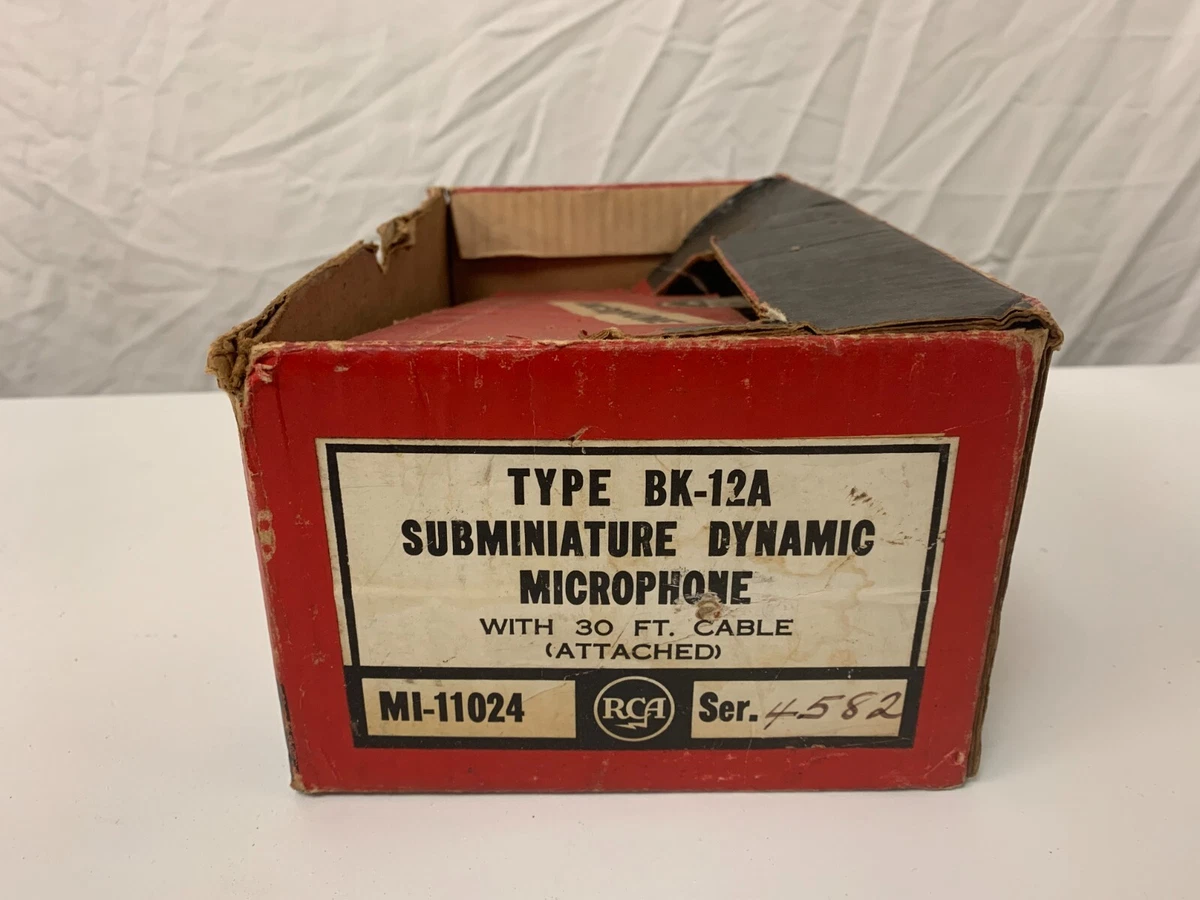 TYPE BK-12A
SUBMINIATURE DYNAMIC
MICROPHONE
WITH 30 FT. CABLE
(ATTACHED)
MI-11024 RCA Ser. 4582